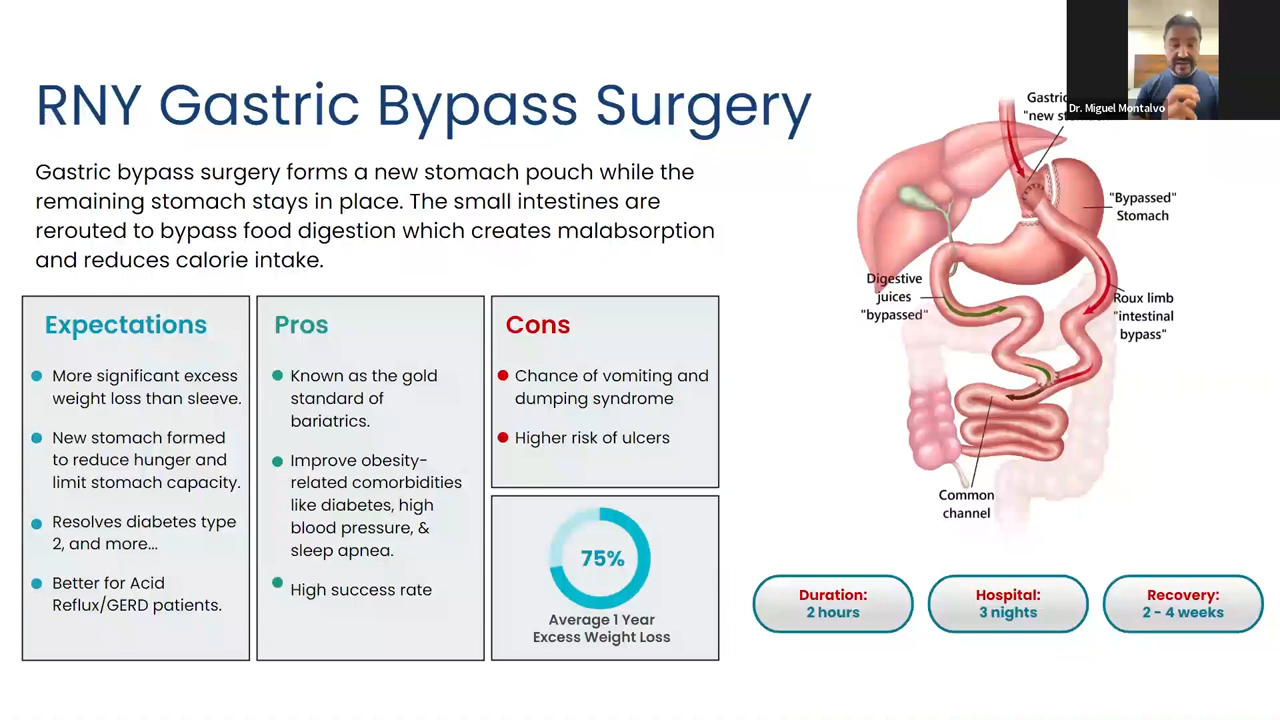 RNY Gastric Bypass Surgery
Gastric bypass surgery forms a new stomach pouch while the
remaining stomach stays in place. The small intestines are
rerouted to bypass food digestion which creates malabsorption
and reduces calorie intake.
Expectations
More significant excess
weight loss than sleeve.
New stomach formed
to reduce hunger and
limit stomach capacity.
Resolves diabetes type
2, and more...
Better for Acid
Reflux/GERD patients.
Pros
Known as the gold
standard of
bariatrics.
Improve obesity-
related comorbidities
like diabetes, high
blood pressure, &
sleep apnea.
High success rate
Cons
Chance of vomiting and
dumping syndrome
Higher risk of ulcers
75%
Average 1 Year
Excess Weight Loss
Dr. Miguel Montalvo
"new
"Bypassed"
Stomach
Digestive
juices
"bypassed"
Roux limb
"intestinal
bypass"
Common
channel
Duration:
2 hours
Hospital:
3 nights
Recovery:
2 - 4 weeks